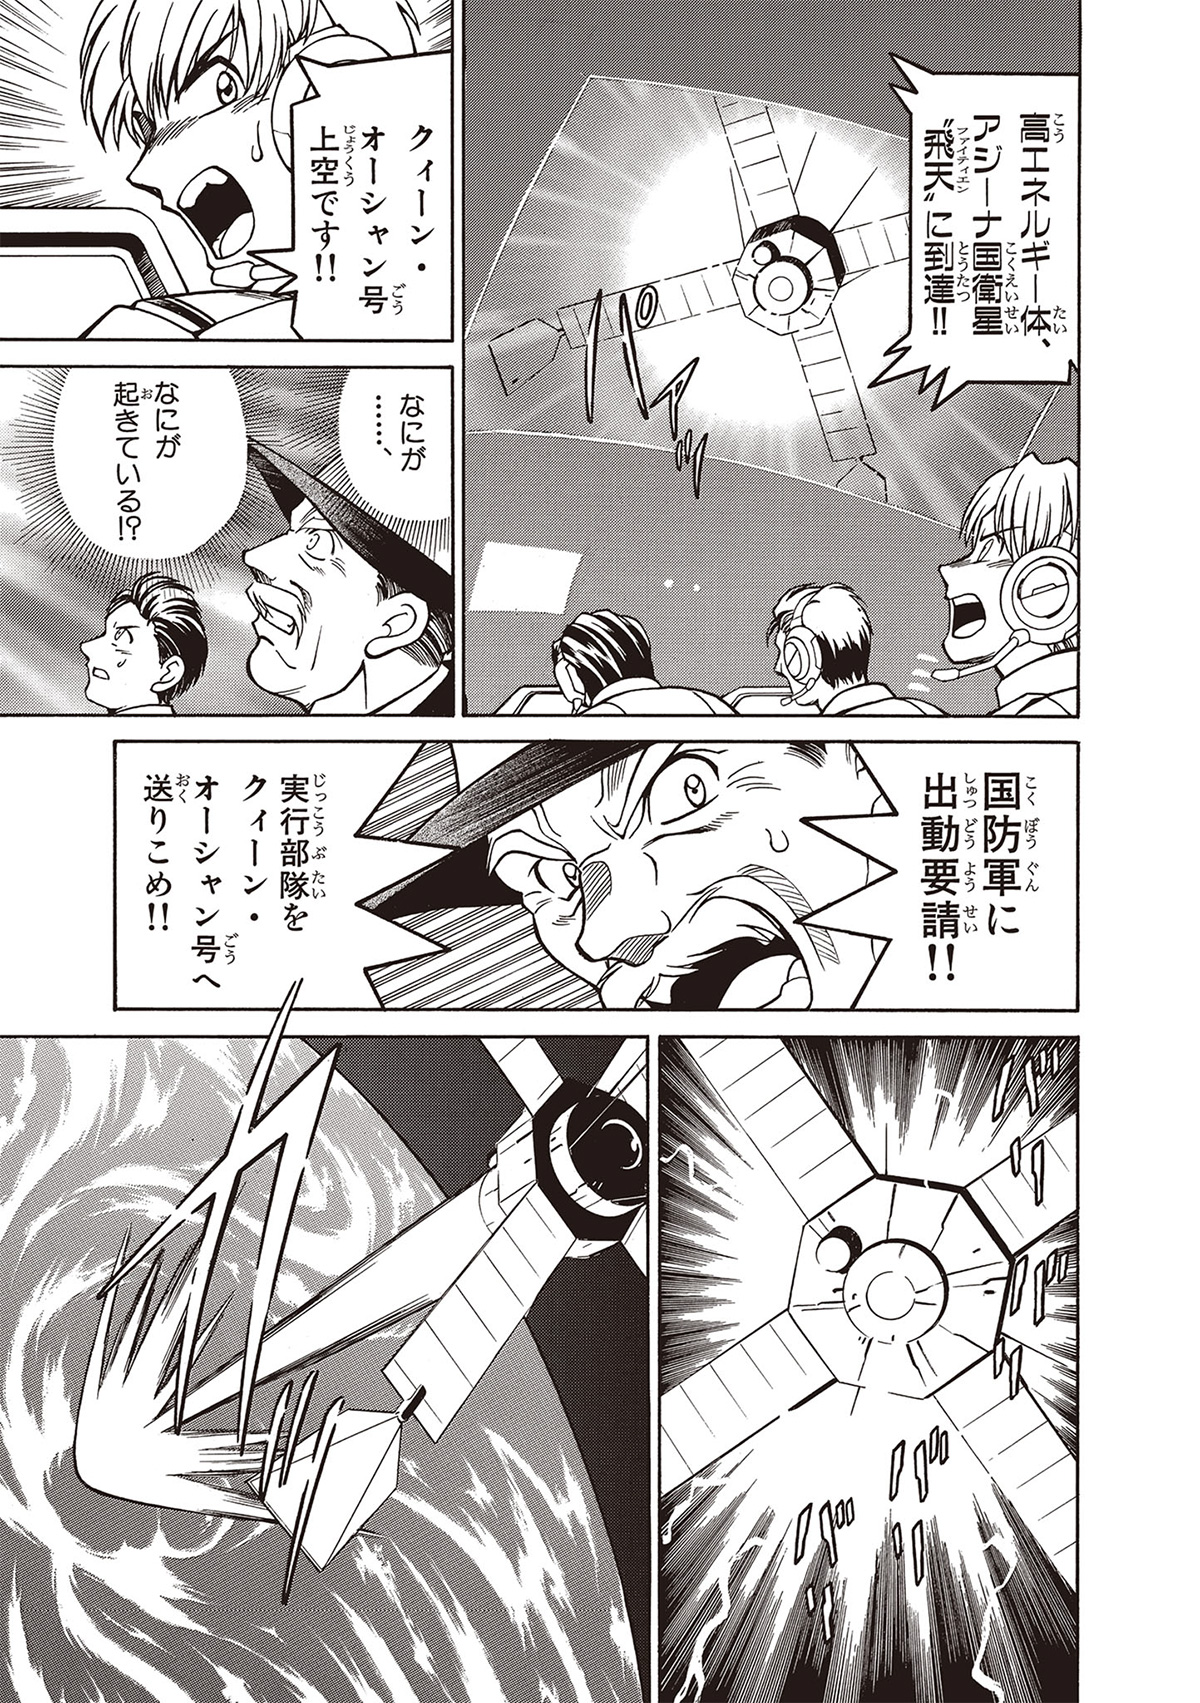 高エネルギー体、
アジーナ国衛星
“飛天”に到達!!
クィーン・
オーシャン号
上空です!!
なにが
……、
なにが
起きている!?
国防軍に
出動要請!!
実行部隊を
クィーン・
オーシャン号へ
送りこめ!!